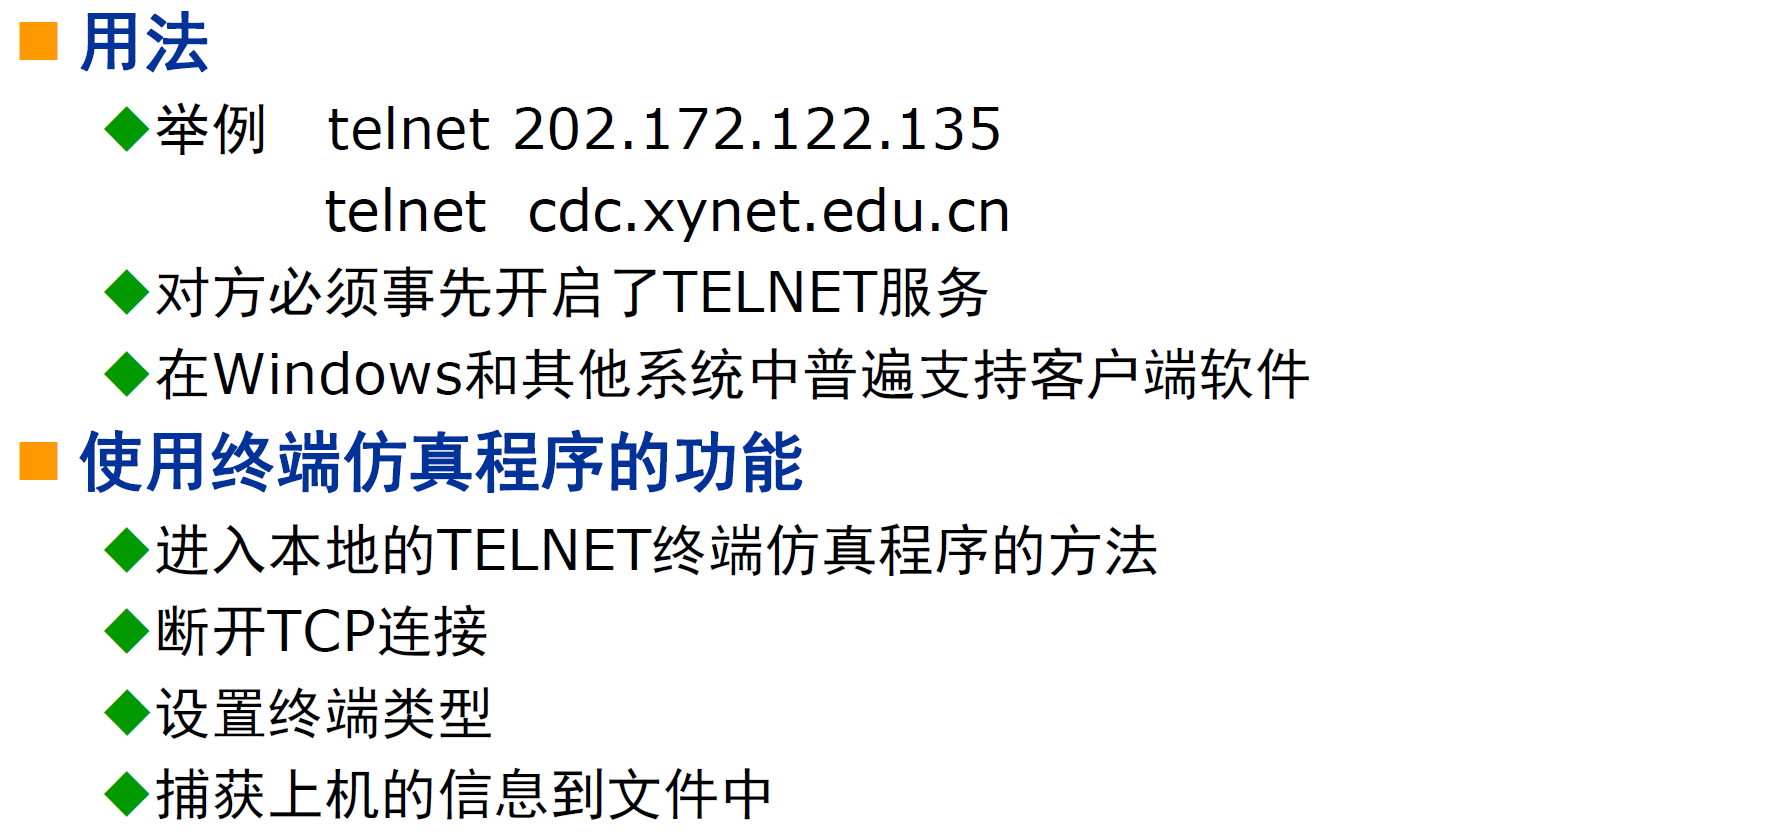 用法
举例 telnet 202.172.122.135
telnet cdc.xynet.edu.cn
对方必须事先开启了TELNET服务
在Windows和其他系统中普遍支持客户端软件
使用终端仿真程序的功能
进入本地的TELNET终端仿真程序的方法
断开TCP连接
设置终端类型
捕获上机的信息到文件中